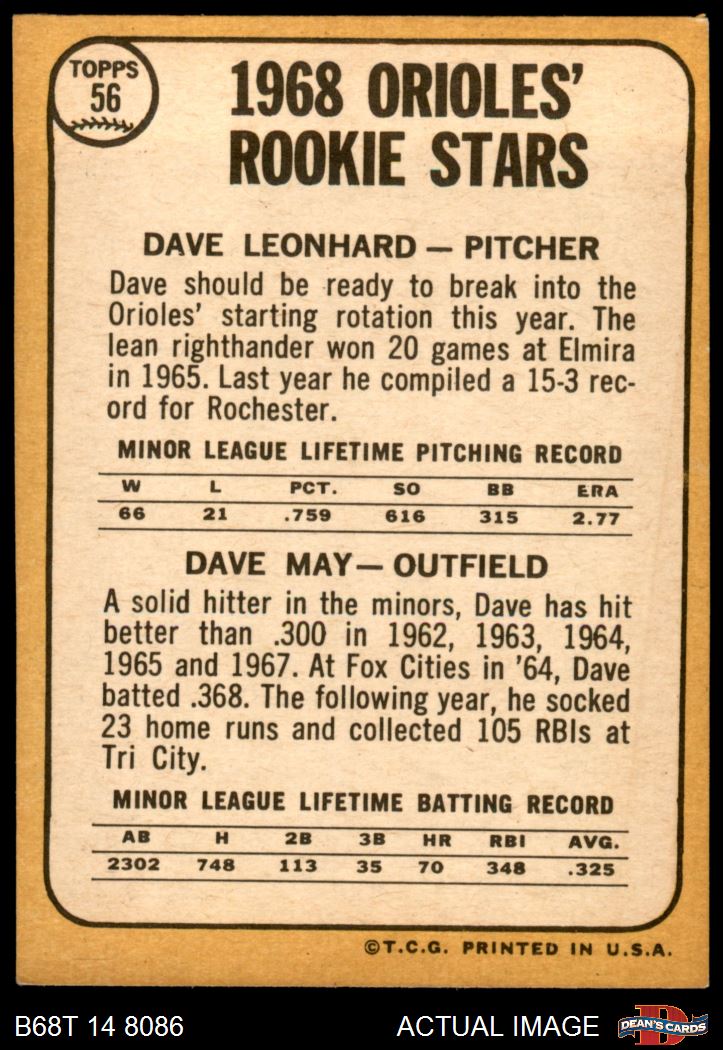 TOPPS
56
1968 ORIOLES'
ROOKIE STARS
DAVE LEONHARD — PITCHER
Dave should be ready to break into the
Orioles' starting rotation this year. The
lean righthander won 20 games at Elmira
in 1965. Last year he compiled a 15-3 rec-
ord for Rochester.
MINOR LEAGUE LIFETIME PITCHING RECORD
W L PCT. SO BB ERA
66 21 .759 616 315 2.77
DAVE MAY — OUTFIELD
A solid hitter in the minors, Dave has hit
better than .300 in 1962, 1963, 1964,
1965 and 1967. At Fox Cities in '64, Dave
batted .368. The following year, he socked
23 home runs and collected 105 RBIs at
Tri City.
MINOR LEAGUE LIFETIME BATTING RECORD
AB H 2B 3B HR RBI AVG.
2302 748 113 35 70 348 .325
©T.C.G. PRINTED IN U.S.A.
B68T 14 8086 ACTUAL IMAGE DEAN'S CARDS